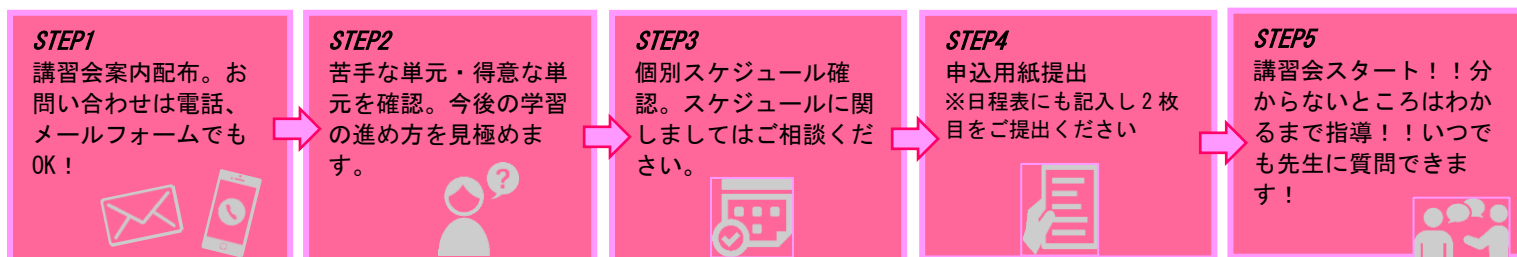 STEP1
講習会案内配布。お
問い合わせは電話、
メールフォームでも
OK！
STEP2
苦手な単元・得意な単
元を確認。今後の学習
の進め方を見極めま
す。
STEP3
個別スケジュール確
認。スケジュールに関
しましてはご相談くだ
さい。
STEP4
申込用紙提出
※日程表にも記入し2枚
目をご提出ください
STEP5
講習会スタート！！分
からないところはわか
るまで指導！！いつで
も先生に質問できま
す！